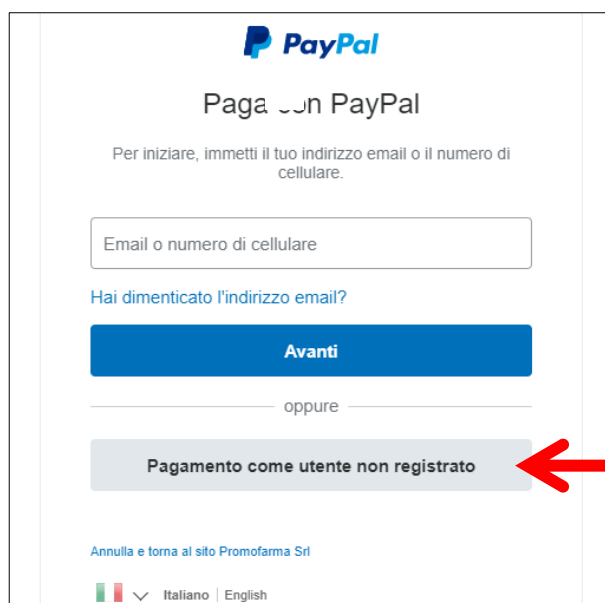 PayPal
Paga con PayPal
Per iniziare, immetti il tuo indirizzo email o il numero di
cellulare.
Email o numero di cellulare
Hai dimenticato l'indirizzo email?
Avanti
oppure
Pagamento come utente non registrato
Annulla e torna al sito Promofarma Srl
Italiano | English